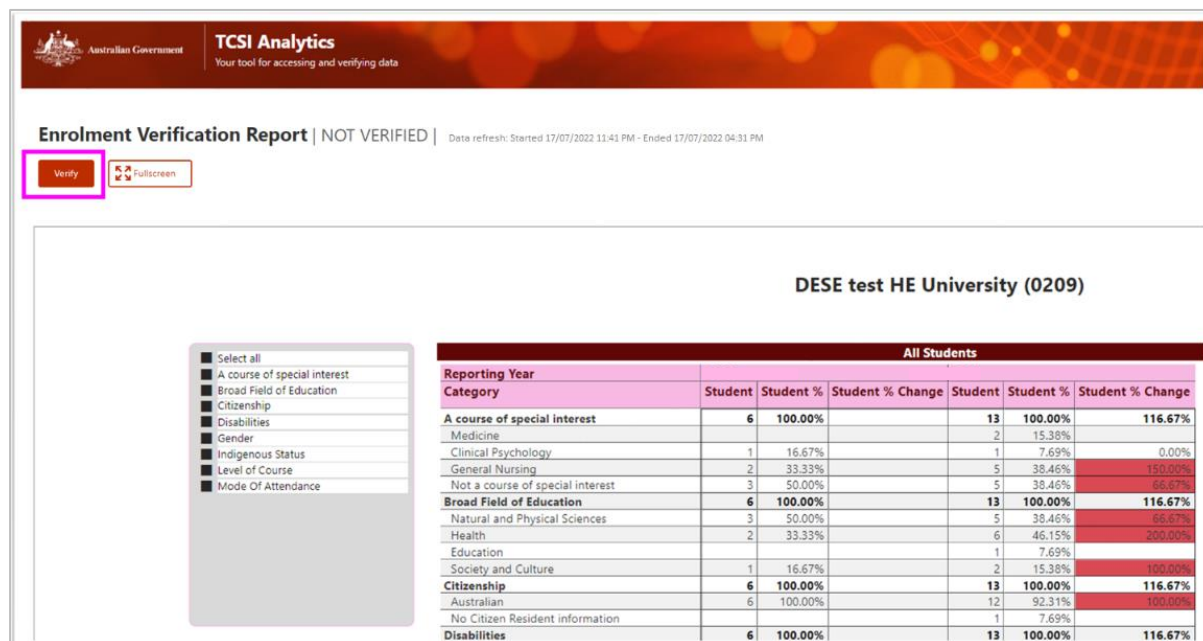 Australian Government
TCSI Analytics
Your tool for accessing and verifying data
Enrolment Verification Report | NOT VERIFIED | Data refresh: Started 17/07/2022 11:41 PM - Ended 17/07/2022 04:31 PM
Verify Fullscreen
DESE test HE University (0209)
Select all
A course of special interest
Broad Field of Education
Citizenship
Disabilities
Gender
Indigenous Status
Level of Course
Mode Of Attendance
All Students
Reporting Year
Category Student Student % Student % Change Student Student % Student % Change
A course of special interest 6 100.00% 13 100.00% 116.67%
Medicine 2 15.38%
Clinical Psychology 1 16.67% 1 7.69% 0.00%
General Nursing 2 33.33% 5 38.46% 150.00%
Not a course of special interest 3 50.00% 5 38.46% 66.67%
Broad Field of Education 6 100.00% 13 100.00% 116.67%
Natural and Physical Sciences 3 50.00% 5 38.46% 66.67%
Health 2 33.33% 6 46.15% 200.00%
Education 1 7.69%
Society and Culture 1 16.67% 2 15.38% 100.00%
Citizenship 6 100.00% 13 100.00% 116.67%
Australian 6 100.00% 12 92.31% 100.00%
No Citizen Resident information 1 7.69%
Disabilities 6 100.00% 13 100.00% 116.67%